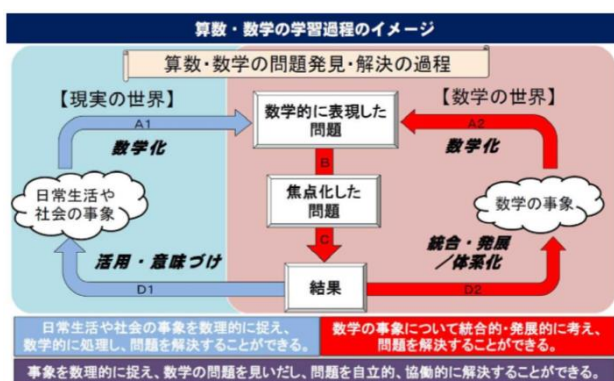 算数・数学の学習過程のイメージ
算数・数学の問題発見・解決の過程
【現実の世界】
【数学の世界】
A1
数学的に表現した
問題
A2
数学化
数学化
B
日常生活や
社会の事象
焦点化した
問題
数学の事象
C
活用・意味づけ
統合・発展
/体系化
D1
結果
D2
日常生活や社会の事象を数理的に捉え、
数学的に処理し、問題を解決することができる。
数学の事象について統合的・発展的に考え、
問題を解決することができる。
事象を数理的に捉え、数学の問題を見いだし、問題を自立的、協働的に解決することができる。